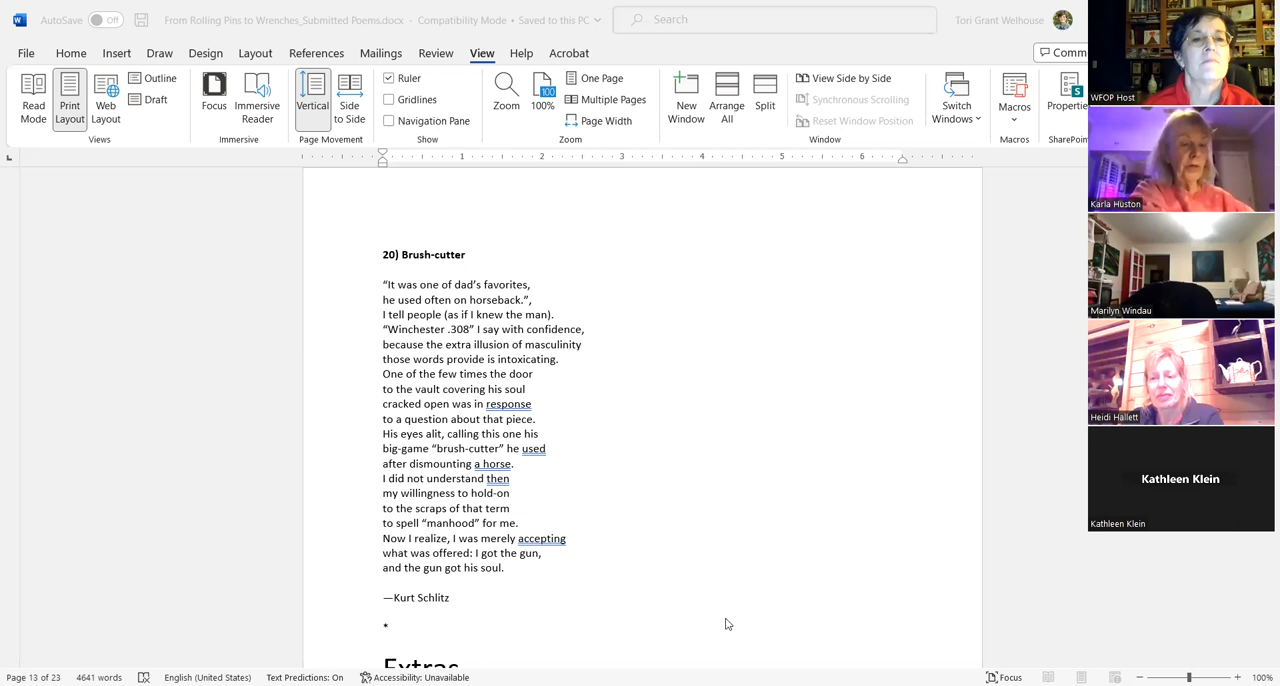 AutoSave Off From Rolling Pins to Wrenches_Submitted Poems.docx - Compatibility Mode • Saved to this PC Search Tori Grant Welhouse
File Home Insert Draw Design Layout References Mailings Review View Help Acrobat Comm
Read Mode
Print Layout
Web Layout
Outline
Draft
Views
Focus
Immersive Reader
Immersive
Vertical
Side to Side
Page Movement
Ruler
Gridlines
Navigation Pane
Show
Zoom
100
100%
One Page
Multiple Pages
Page Width
Zoom
New Window
Arrange All
Split
View Side by Side
Synchronous Scrolling
Reset Window Position
Window
Switch Windows
Macros
Macros
Properties
SharePoint
1 2 3 4 5 6
20) Brush-cutter
“It was one of dad’s favorites,
he used often on horseback.”,
I tell people (as if I knew the man).
“Winchester .308” I say with confidence,
because the extra illusion of masculinity
those words provide is intoxicating.
One of the few times the door
to the vault covering his soul
cracked open was in response
to a question about that piece.
His eyes alit, calling this one his
big-game “brush-cutter” he used
after dismounting a horse.
I did not understand then
my willingness to hold-on
to the scraps of that term
to spell “manhood” for me.
Now I realize, I was merely accepting
what was offered: I got the gun,
and the gun got his soul.
—Kurt Schlitz
*
Extras
Page 13 of 23 4641 words English (United States) Text Predictions: On Accessibility: Unavailable Focus 100%
WFOP Host
Karla Huston
Marilyn Windau
Heidi Hallett
Kathleen Klein
Kathleen Klein